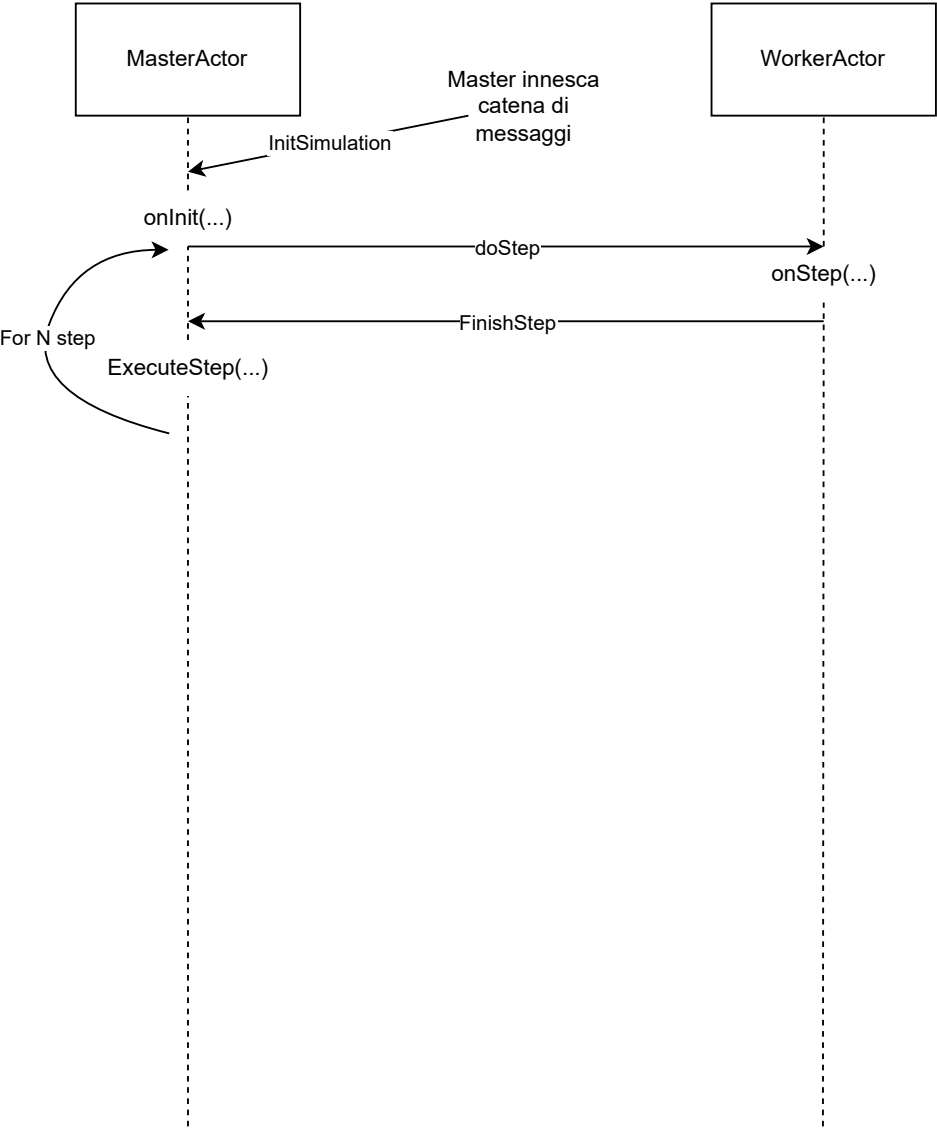 MasterActor
WorkerActor
Master innesca
catena di
messaggi
InitSimulation
onInit(...)
doStep
onStep(...)
FinishStep
For N step
ExecuteStep(...)